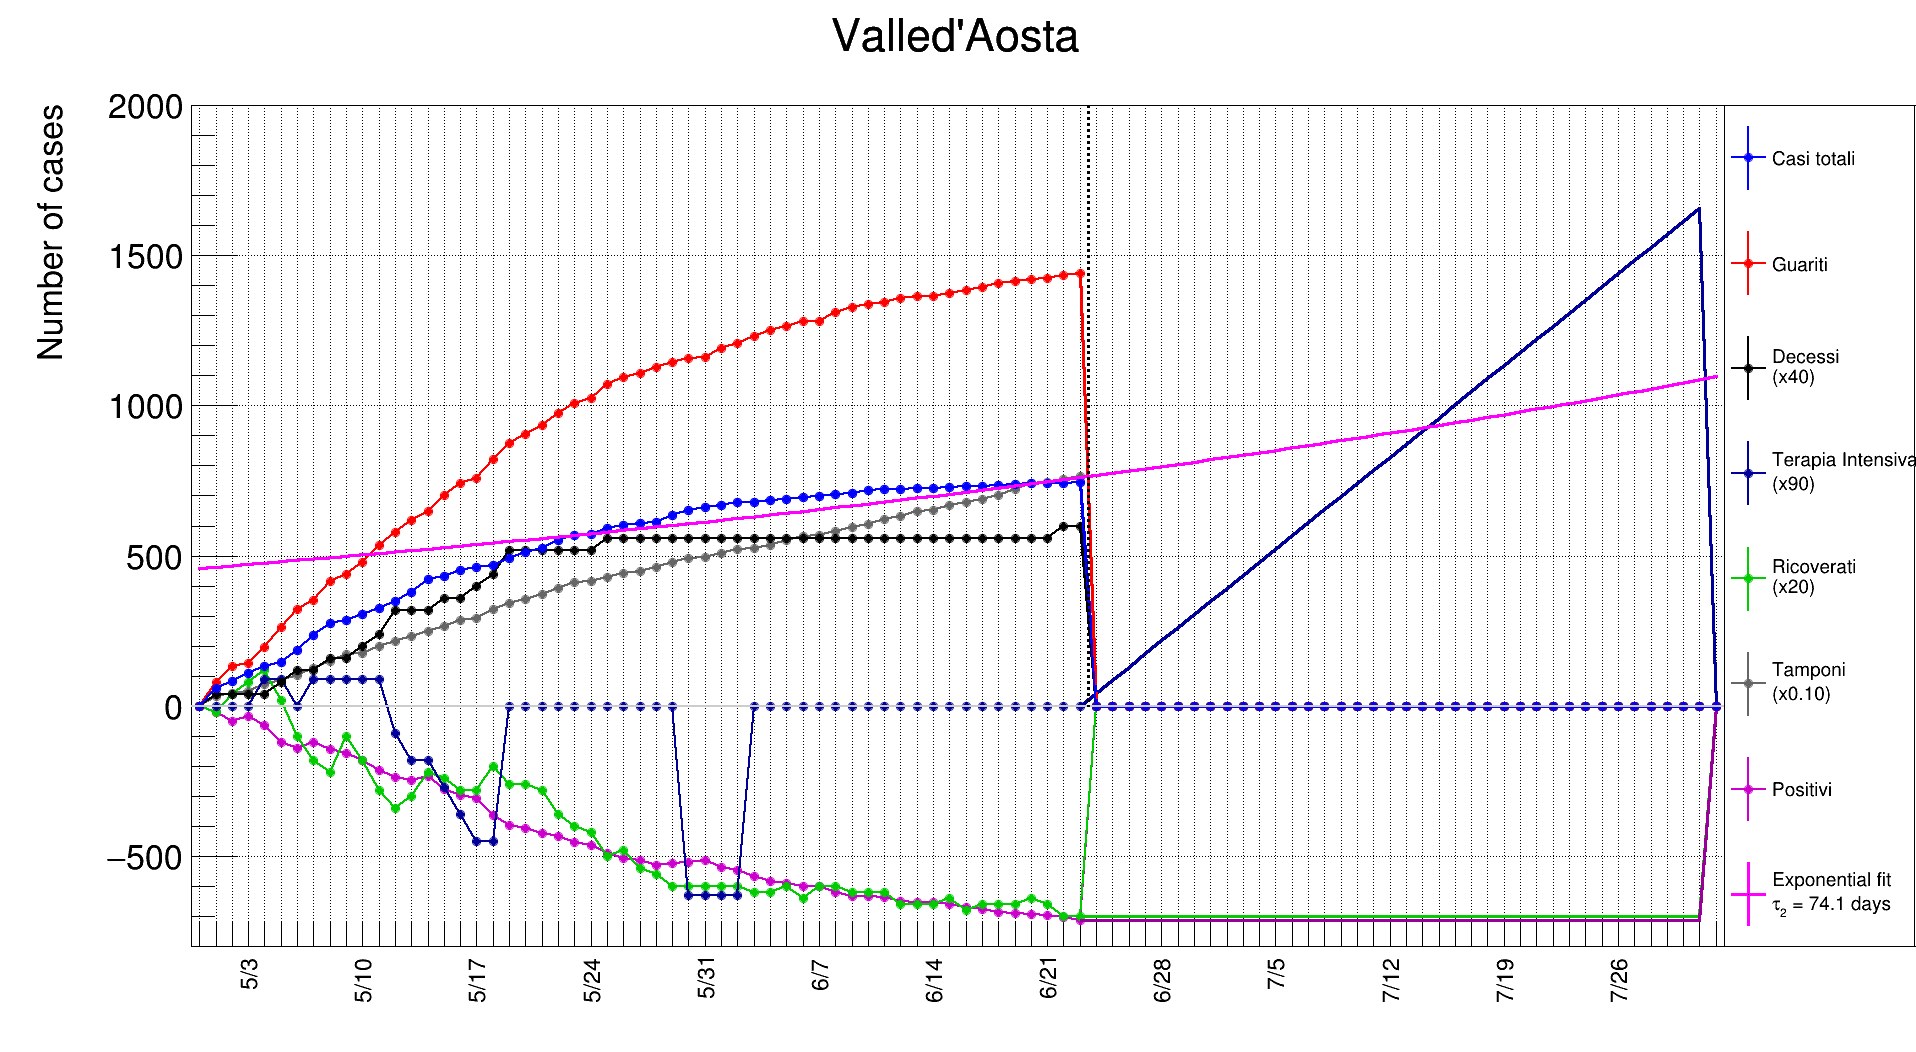 Valled'Aosta
Number of cases
2000
1500
1000
500
0
−500
5/3
5/10
5/17
5/24
5/31
6/7
6/14
6/21
6/28
7/5
7/12
7/19
7/26
Casi totali
Guariti
Decessi
(x40)
Terapia Intensiva
(x90)
Ricoverati
(x20)
Tamponi
(x0.10)
Positivi
Exponential fit
τ2 = 74.1 days